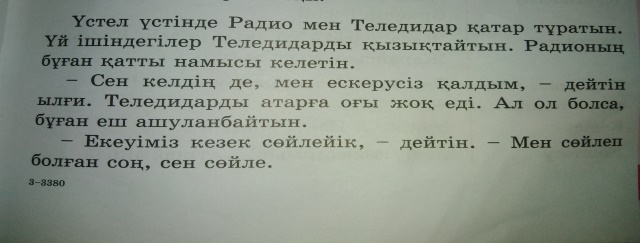 Үстел үстінде Радио мен Теледидар қатар тұратын.
Үй ішіндегілер Теледидарды қызықтайтын. Радионың
бұған қатты намысы келетін.
– Сен келдің де, мен ескерусіз қалдым, – дейтін
ылғи. Теледидарды атарға оғы жоқ еді. Ал ол болса,
бұған еш ашуланбайтын.
– Екеуіміз кезек сөйлейік, – дейтін. – Мен сөйлеп
болған соң, сен сөйле.
3–3380